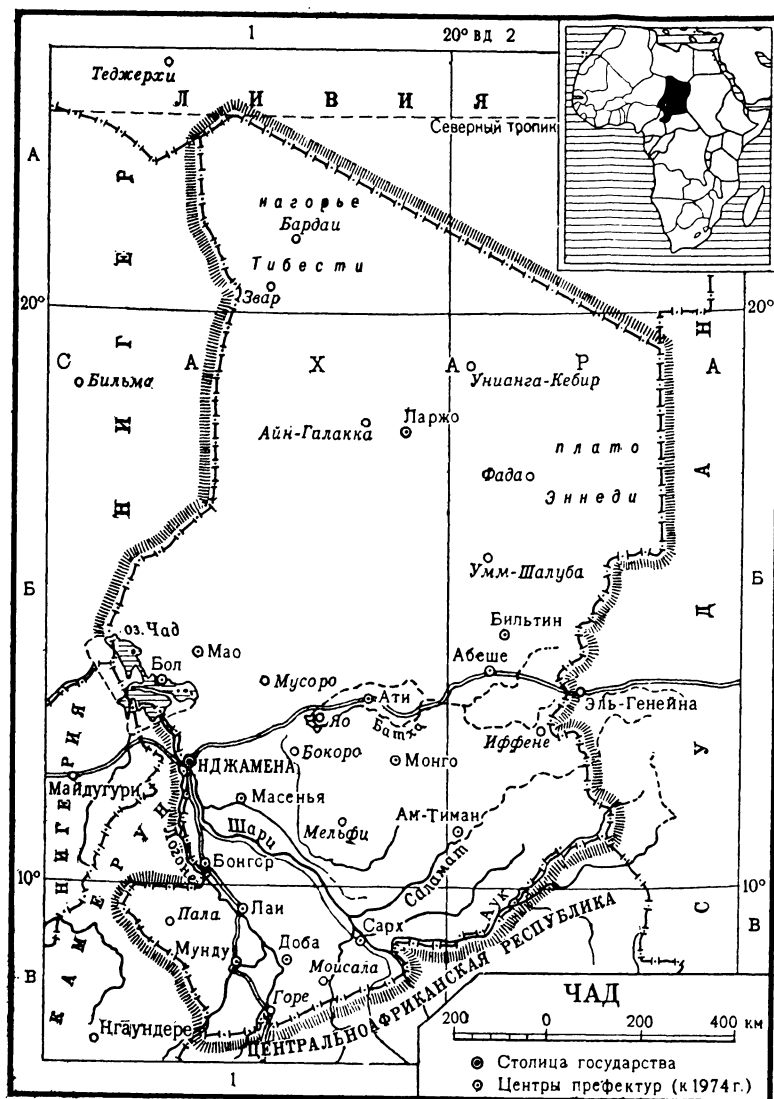 1
20° вд 2
Теджерхи
ЛИВИЯ
Северный тропик
А
нагорье
Бардаи
Тибести
Звар
20°
20°
САХАРА
НИГЕР
Бильма
Унианга-Кебир
Айн-Галакка
Ларжо
плато
Фада
Эннеди
Умм-Шалуба
Б
Б
Бильтин
оз. Чад
Мао
Абеше
Бол
Мусоро
Ати
Эль-Генейна
Яо
Батха
Иффене
Бокоро
НДЖАМЕНА
Монго
Майдугури
Масенья
Ам-Тиман
Мельфи
Шари
Логоне
Саламат
СУДАН
НИГЕРИЯ
КАМЕРУН
Бонгор
10°
10°
Аук
Пала
Лаи
Сарх
В
В
Мунду
Доба
Мойсала
Горе
Нгаундере
ЦЕНТРАЛЬНОАФРИКАНСКАЯ РЕСПУБЛИКА
ЧАД
200 0 200 400 км
Столица государства
Центры префектур (к 1974 г.)
1